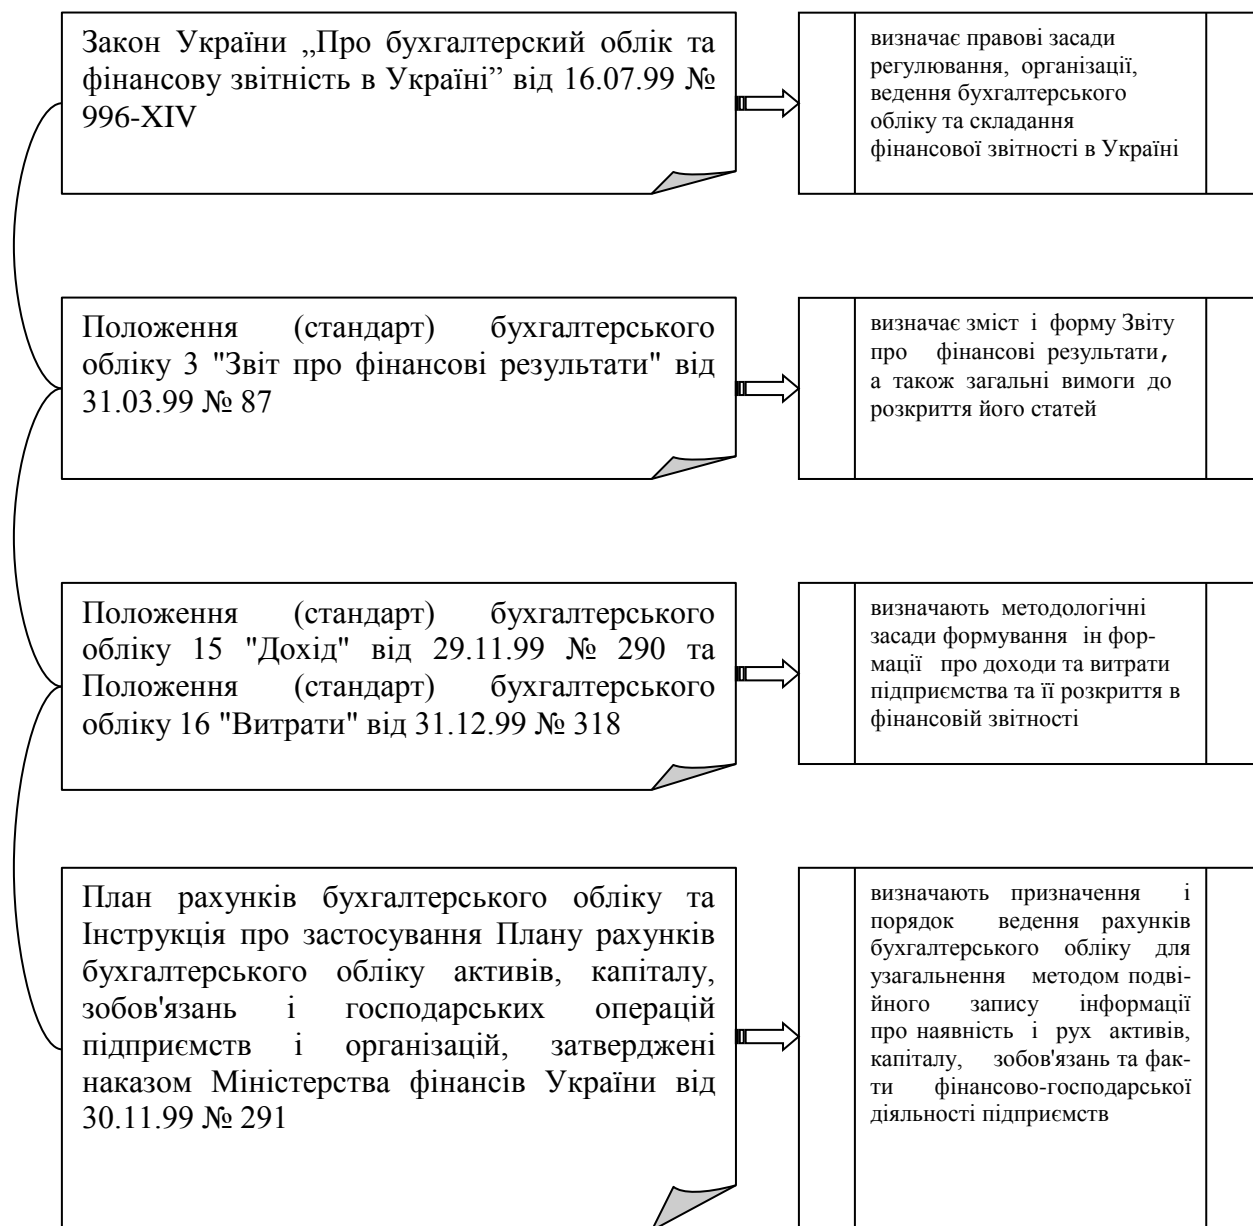 Закон України „Про бухгалтерский облік та
фінансову звітність в Україні” від 16.07.99 №
996-XIV
визначає правові засади
регулювання, організації,
ведення бухгалтерського
обліку та складання
фінансової звітності в Україні
Положення (стандарт) бухгалтерського
обліку 3 "Звіт про фінансові результати" від
31.03.99 № 87
визначає зміст і форму Звіту
про фінансові результати,
а також загальні вимоги до
розкриття його статей
Положення (стандарт) бухгалтерського
обліку 15 "Дохід" від 29.11.99 № 290 та
Положення (стандарт) бухгалтерського
обліку 16 "Витрати" від 31.12.99 № 318
визначають методологічні
засади формування ін фор-
мації про доходи та витрати
підприємства та її розкриття в
фінансовій звітності
План рахунків бухгалтерського обліку та
Інструкція про застосування Плану рахунків
бухгалтерського обліку активів, капіталу,
зобов'язань і господарських операцій
підприємств і організацій, затверджені
наказом Міністерства фінансів України від
30.11.99 № 291
визначають призначення і
порядок ведення рахунків
бухгалтерського обліку для
узагальнення методом подві-
йного запису інформації
про наявність і рух активів,
капіталу, зобов'язань та фак-
ти фінансово-господарської
діяльності підприємств